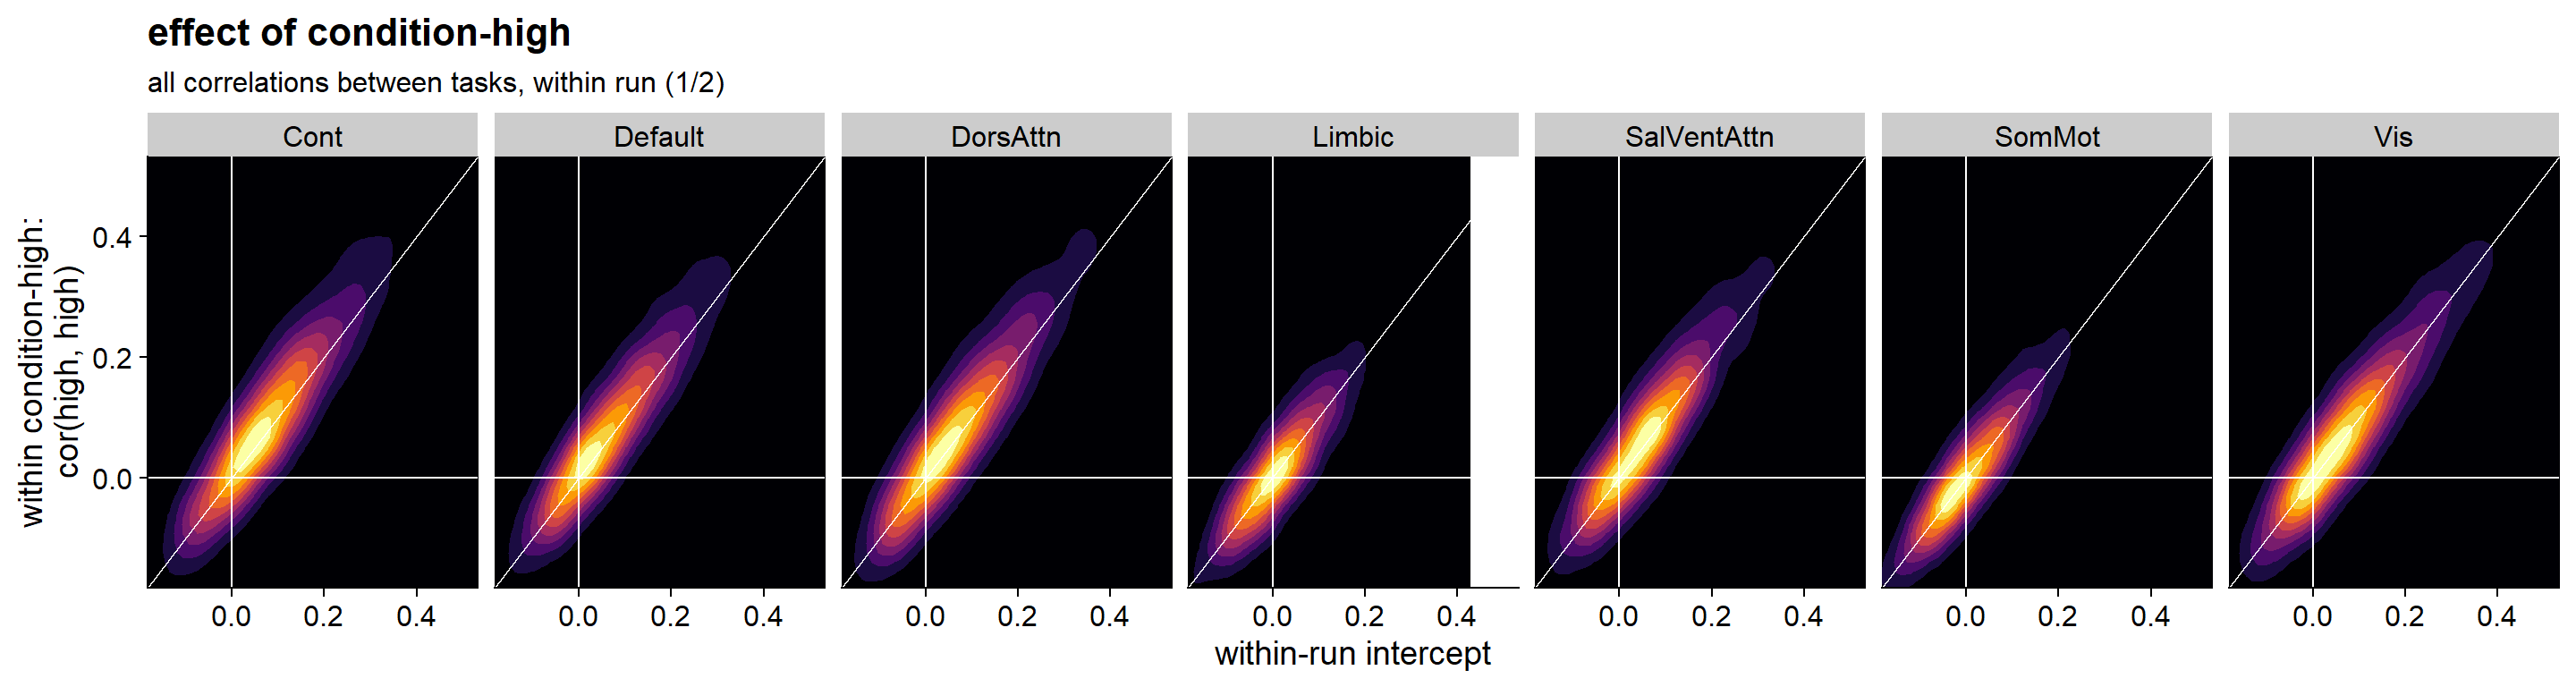 effect of condition-high
all correlations between tasks, within run (1/2)
Cont
Default
DorsAttn
Limbic
SalVentAttn
SomMot
Vis
within condition-high:
cor(high, high)
0.4
0.2
0.0
0.0 0.2 0.4
0.0 0.2 0.4
0.0 0.2 0.4
0.0 0.2 0.4
0.0 0.2 0.4
0.0 0.2 0.4
0.0 0.2 0.4
within-run intercept